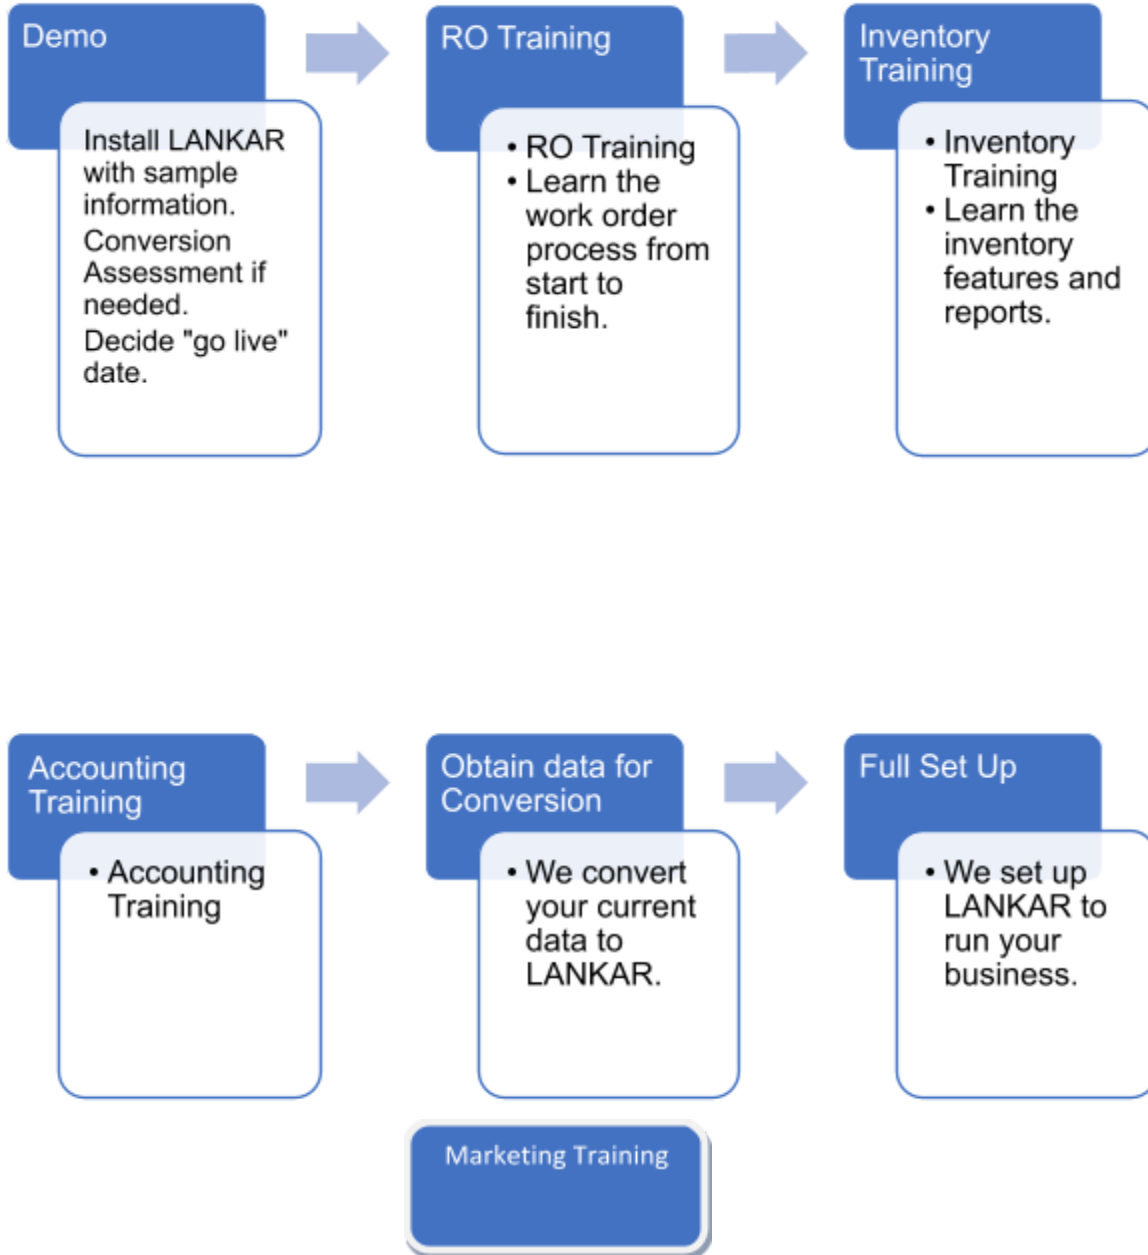 Demo
Install LANKAR
with sample
information.
Conversion
Assessment if
needed.
Decide "go live"
date.
RO Training
• RO Training
• Learn the
work order
process from
start to
finish.
Inventory
Training
• Inventory
Training
• Learn the
inventory
features and
reports.
Accounting
Training
• Accounting
Training
Obtain data for
Conversion
• We convert
your current
data to
LANKAR.
Full Set Up
• We set up
LANKAR to
run your
business.
Marketing Training